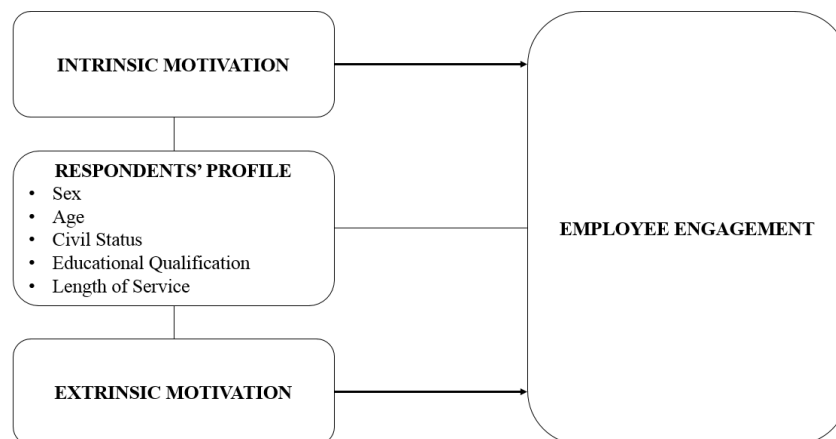 INTRINSIC MOTIVATION
RESPONDENTS’ PROFILE
• Sex
• Age
• Civil Status
• Educational Qualification
• Length of Service
EMPLOYEE ENGAGEMENT
EXTRINSIC MOTIVATION